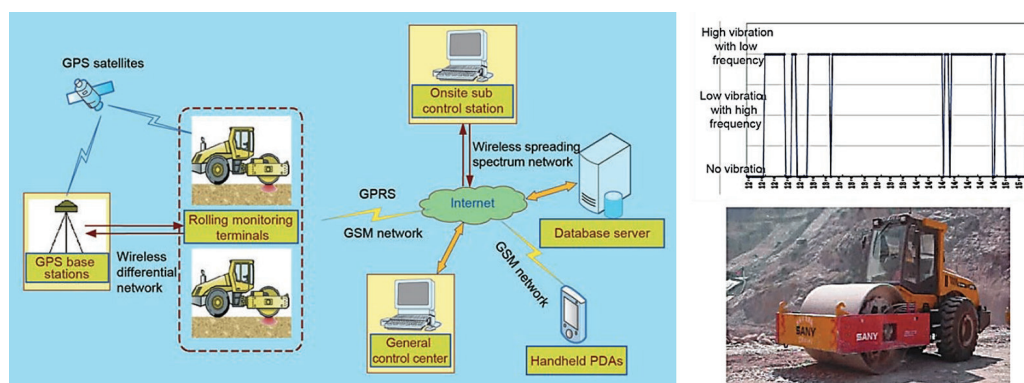 GPS satellites
GPS base
stations
Wireless
differential
network
Rolling monitoring
terminals
GPRS
GSM network
Onsite sub
control station
Wireless spreading
spectrum network
Internet
Database server
General
control center
GSM network
Handheld PDAs
High vibration
with low
frequency
Low vibration
with high
frequency
No vibration
SANY
SANY